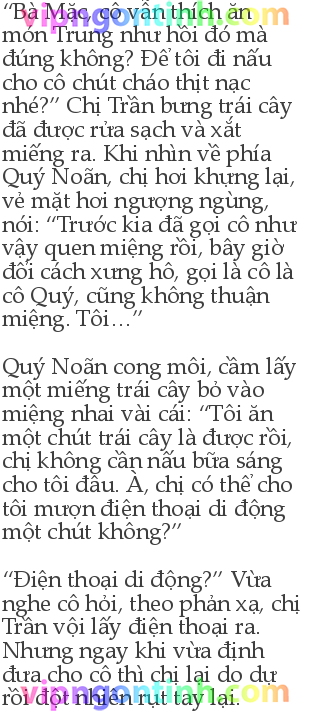 vipngontinh.com
“Bà Mặc, cô vẫn thích ăn
món Trung như hồi đó mà
đúng không? Để tôi đi nấu
cho cô chút cháo thịt nạc
nhé?” Chị Trần bưng trái cây
đã được rửa sạch và xắt
miếng ra. Khi nhìn về phía
Quý Noãn, chị hơi khựng lại,
vẻ mặt hơi ngượng ngùng,
nói: “Trước kia đã gọi cô như
vậy quen miệng rồi, bây giờ
đổi cách xưng hô, gọi là cô là
cô Quý, cũng không thuận
miệng. Tôi…”
Quý Noãn cong môi, cầm lấy
một miếng trái cây bỏ vào
miệng nhai vài cái: “Tôi ăn
một chút trái cây là được rồi,
chị không cần nấu bữa sáng
cho tôi đâu. À, chị có thể cho
tôi mượn điện thoại di động
một chút không?”
“Điện thoại di động?” Vừa
nghe cô hỏi, theo phản xạ, chị
Trần vội lấy điện thoại ra.
Nhưng ngay khi vừa định
đưa cho cô thì chị lại do dự
rồi đột nhiên rụt tay lại.
vipngontinh.com